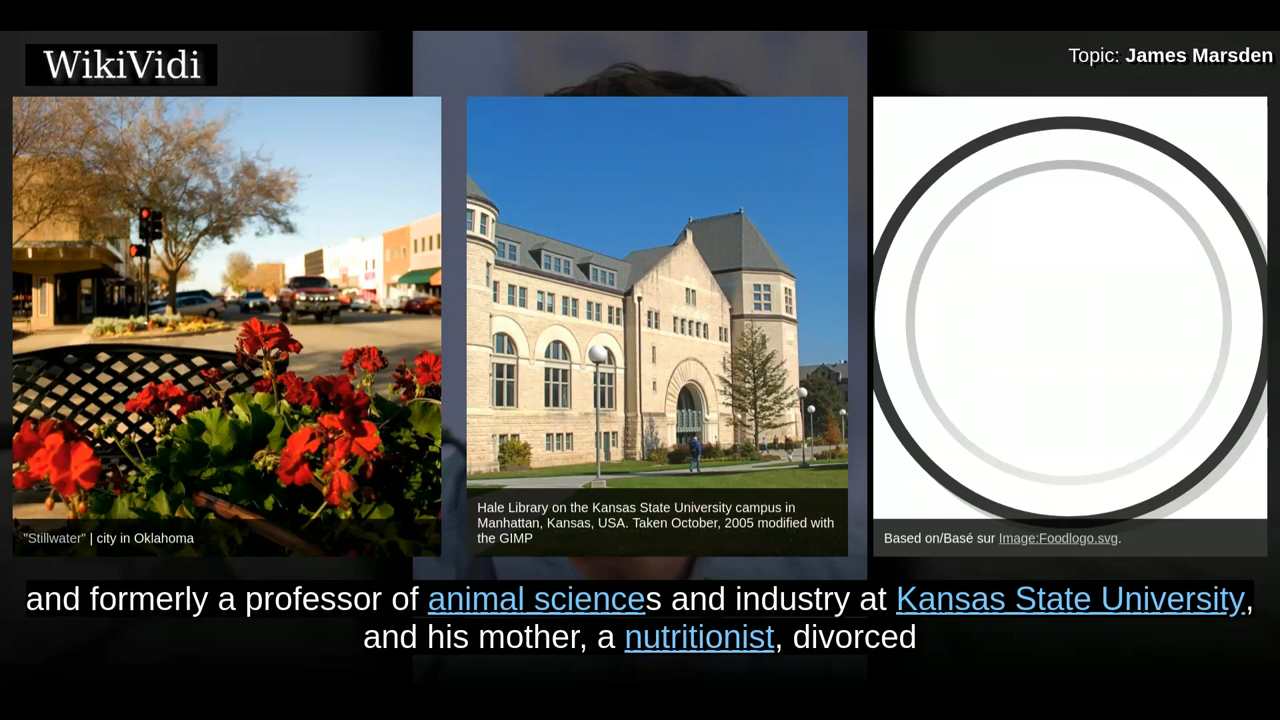 WikiVidi
Topic: James Marsden
"Stillwater" | city in Oklahoma
Hale Library on the Kansas State University campus in
Manhattan, Kansas, USA. Taken October, 2005 modified with
the GIMP
Based on/Basé sur Image:Foodlogo.svg.
and formerly a professor of animal sciences and industry at Kansas State University,
and his mother, a nutritionist, divorced